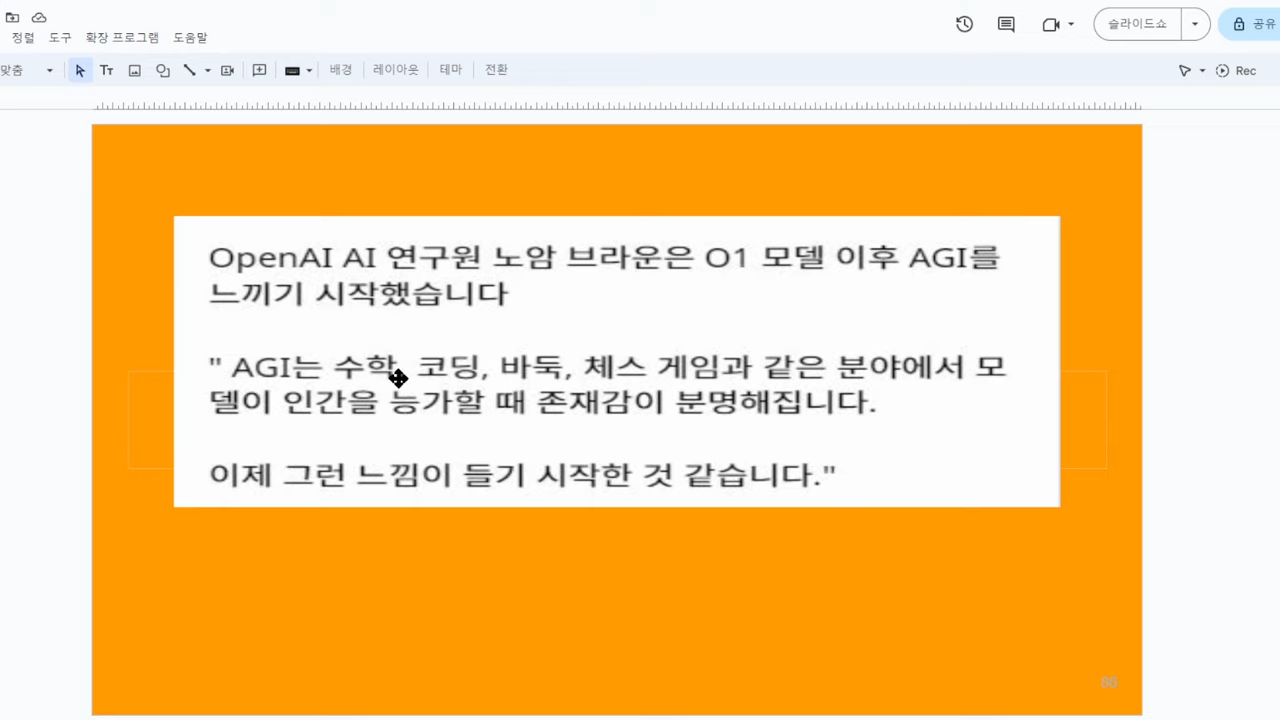 정렬 도구 확장 프로그램 도움말
슬라이드쇼
공유
맞춤
배경 레이아웃 테마 전환
Rec
OpenAI AI 연구원 노암 브라운은 O1 모델 이후 AGI를
느끼기 시작했습니다
" AGI는 수학, 코딩, 바둑, 체스 게임과 같은 분야에서 모
델이 인간을 능가할 때 존재감이 분명해집니다.
이제 그런 느낌이 들기 시작한 것 같습니다."
86